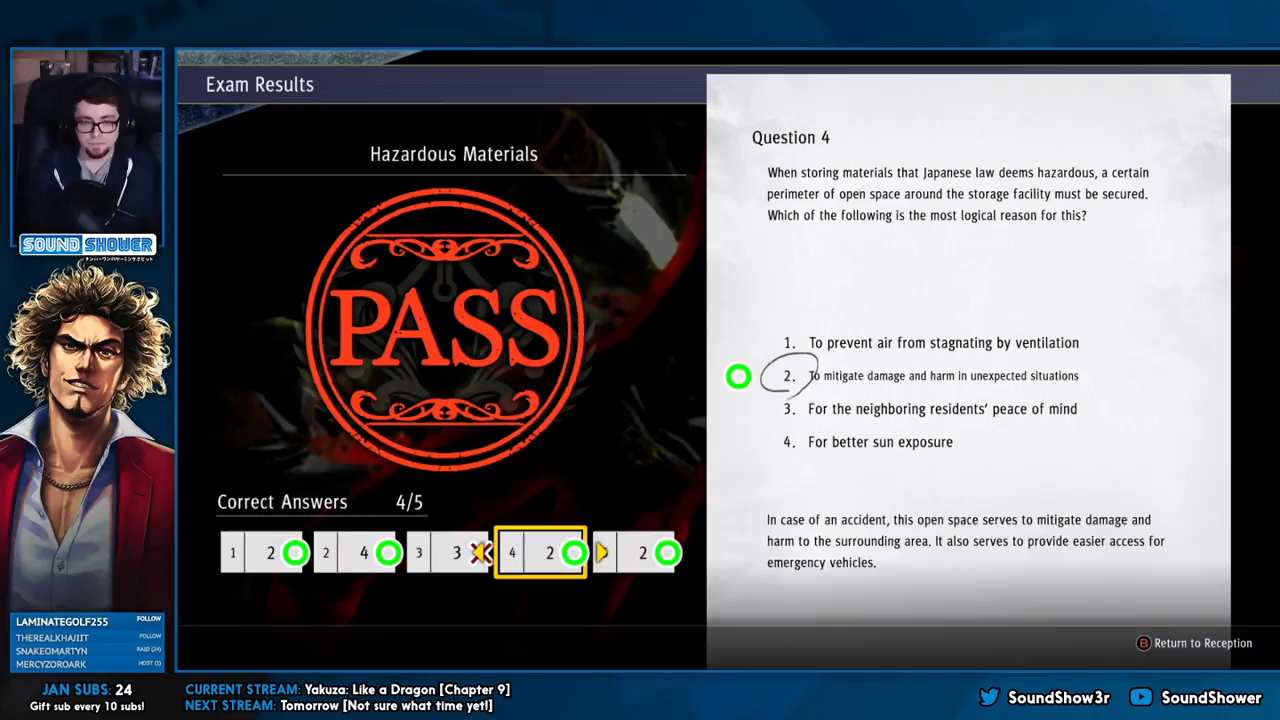 Exam Results
Hazardous Materials
PASS
Correct Answers 4/5
1 2 2 4 3 3 4 2 2
Question 4
When storing materials that Japanese law deems hazardous, a certain
perimeter of open space around the storage facility must be secured.
Which of the following is the most logical reason for this?
1. To prevent air from stagnating by ventilation
2. To mitigate damage and harm in unexpected situations
3. For the neighboring residents' peace of mind
4. For better sun exposure
In case of an accident, this open space serves to mitigate damage and
harm to the surrounding area. It also serves to provide easier access for
emergency vehicles.
B Return to Reception
SOUND SHOWER
LAMINATEGOLF255 FOLLOW
THEREALKHAJIIT FOLLOW
SNAKEOMARTYN RAID (24)
MERCYZOROARK HOST (1)
JAN SUBS: 24
Gift sub every 10 subs!
CURRENT STREAM: Yakuza: Like a Dragon [Chapter 9]
NEXT STREAM: Tomorrow [Not sure what time yet!]
SoundShow3r
SoundShower